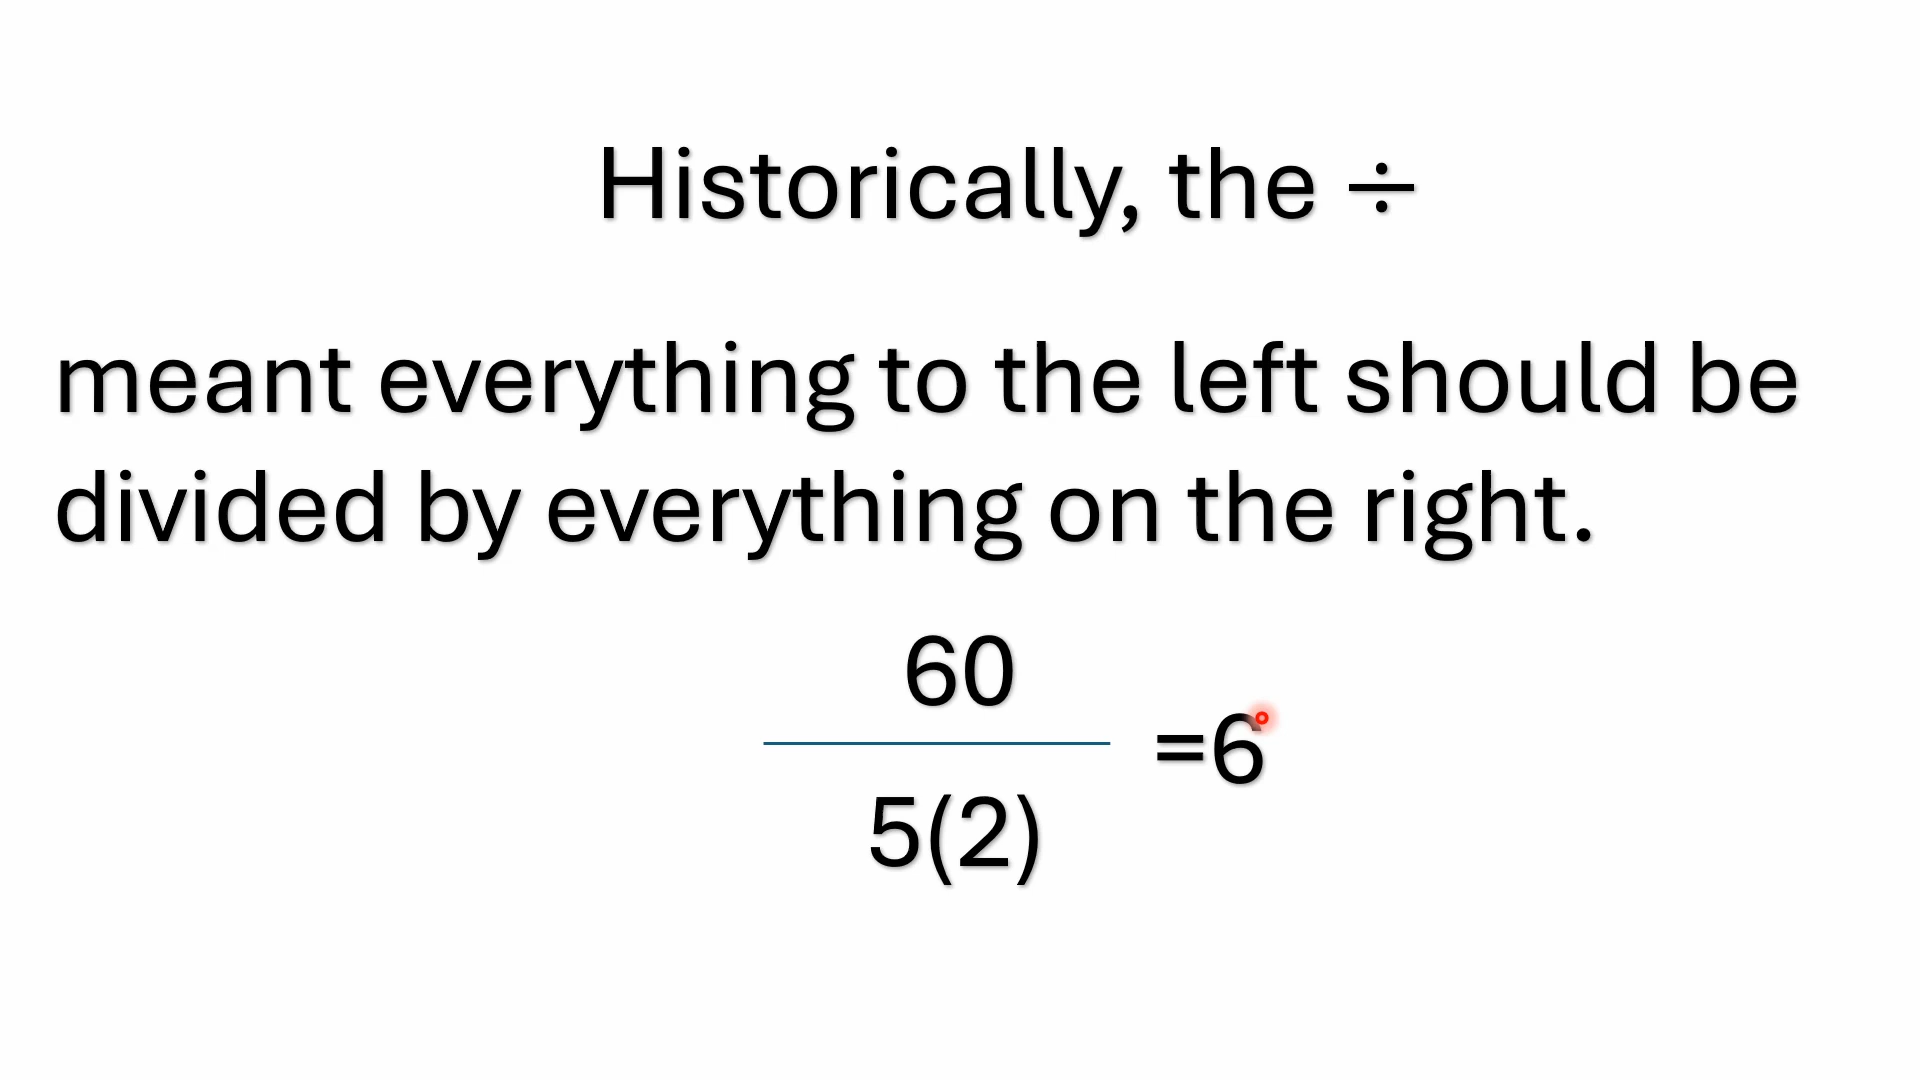 Historically, the ÷
meant everything to the left should be
divided by everything on the right.
60
=6
5(2)